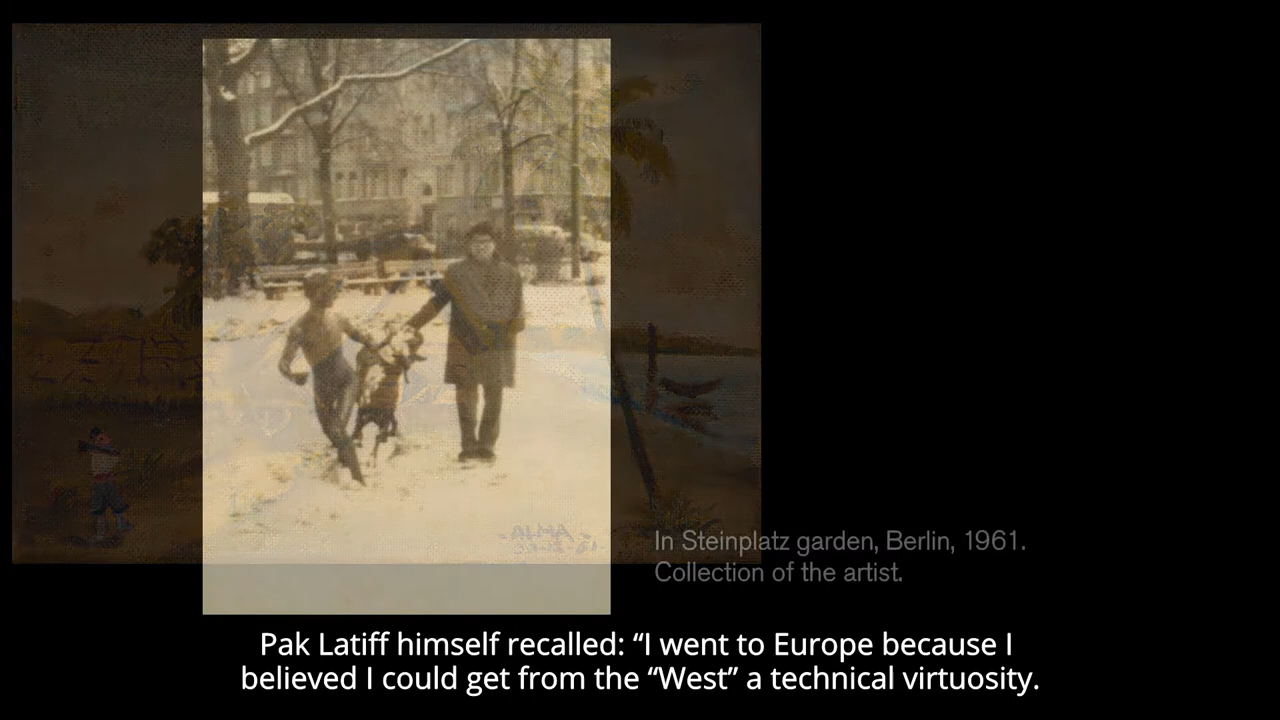 In Steinplatz garden, Berlin, 1961.
Collection of the artist.
Pak Latiff himself recalled: “I went to Europe because I
believed I could get from the “West” a technical virtuosity.